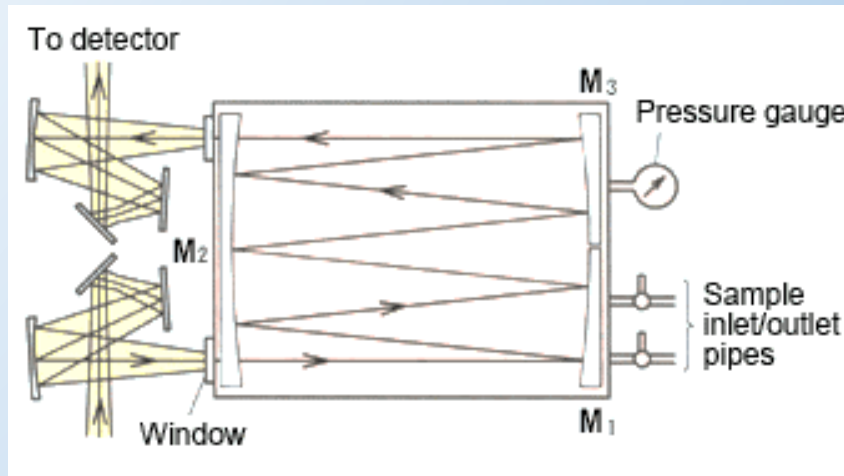 To detector
M3
Pressure gauge
M2
Sample
inlet/outlet
pipes
Window
M1